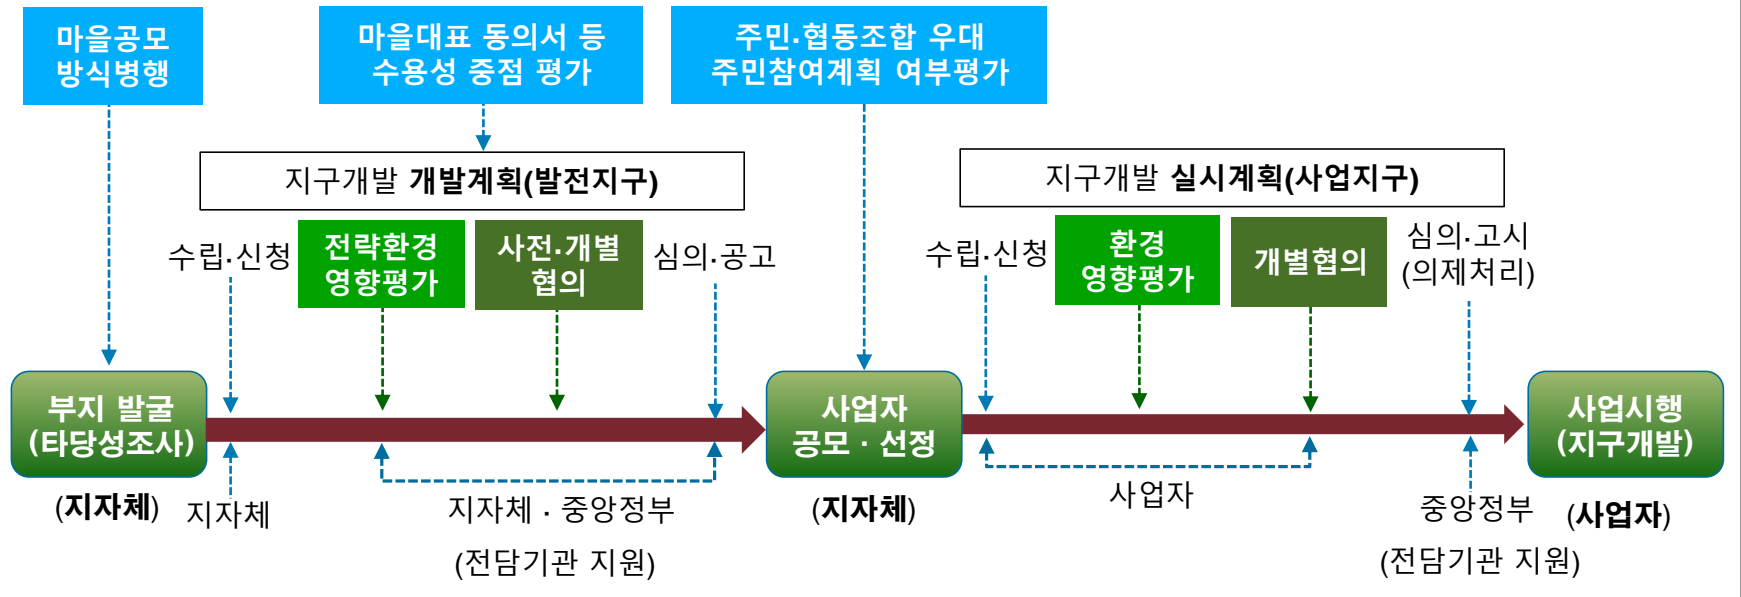 마을공모
방식병행
마을대표 동의서 등
수용성 중점 평가
주민·협동조합 우대
주민참여계획 여부평가
지구개발 개발계획(발전지구)
지구개발 실시계획(사업지구)
수립·신청
전략환경
영향평가
사전·개별
협의
심의·공고
수립·신청
환경
영향평가
개별협의
심의·고시
(의제처리)
부지 발굴
(타당성조사)
사업자
공모 · 선정
사업시행
(지구개발)
(지자체)
지자체
지자체 · 중앙정부
(전담기관 지원)
(지자체)
사업자
중앙정부
(전담기관 지원)
(사업자)